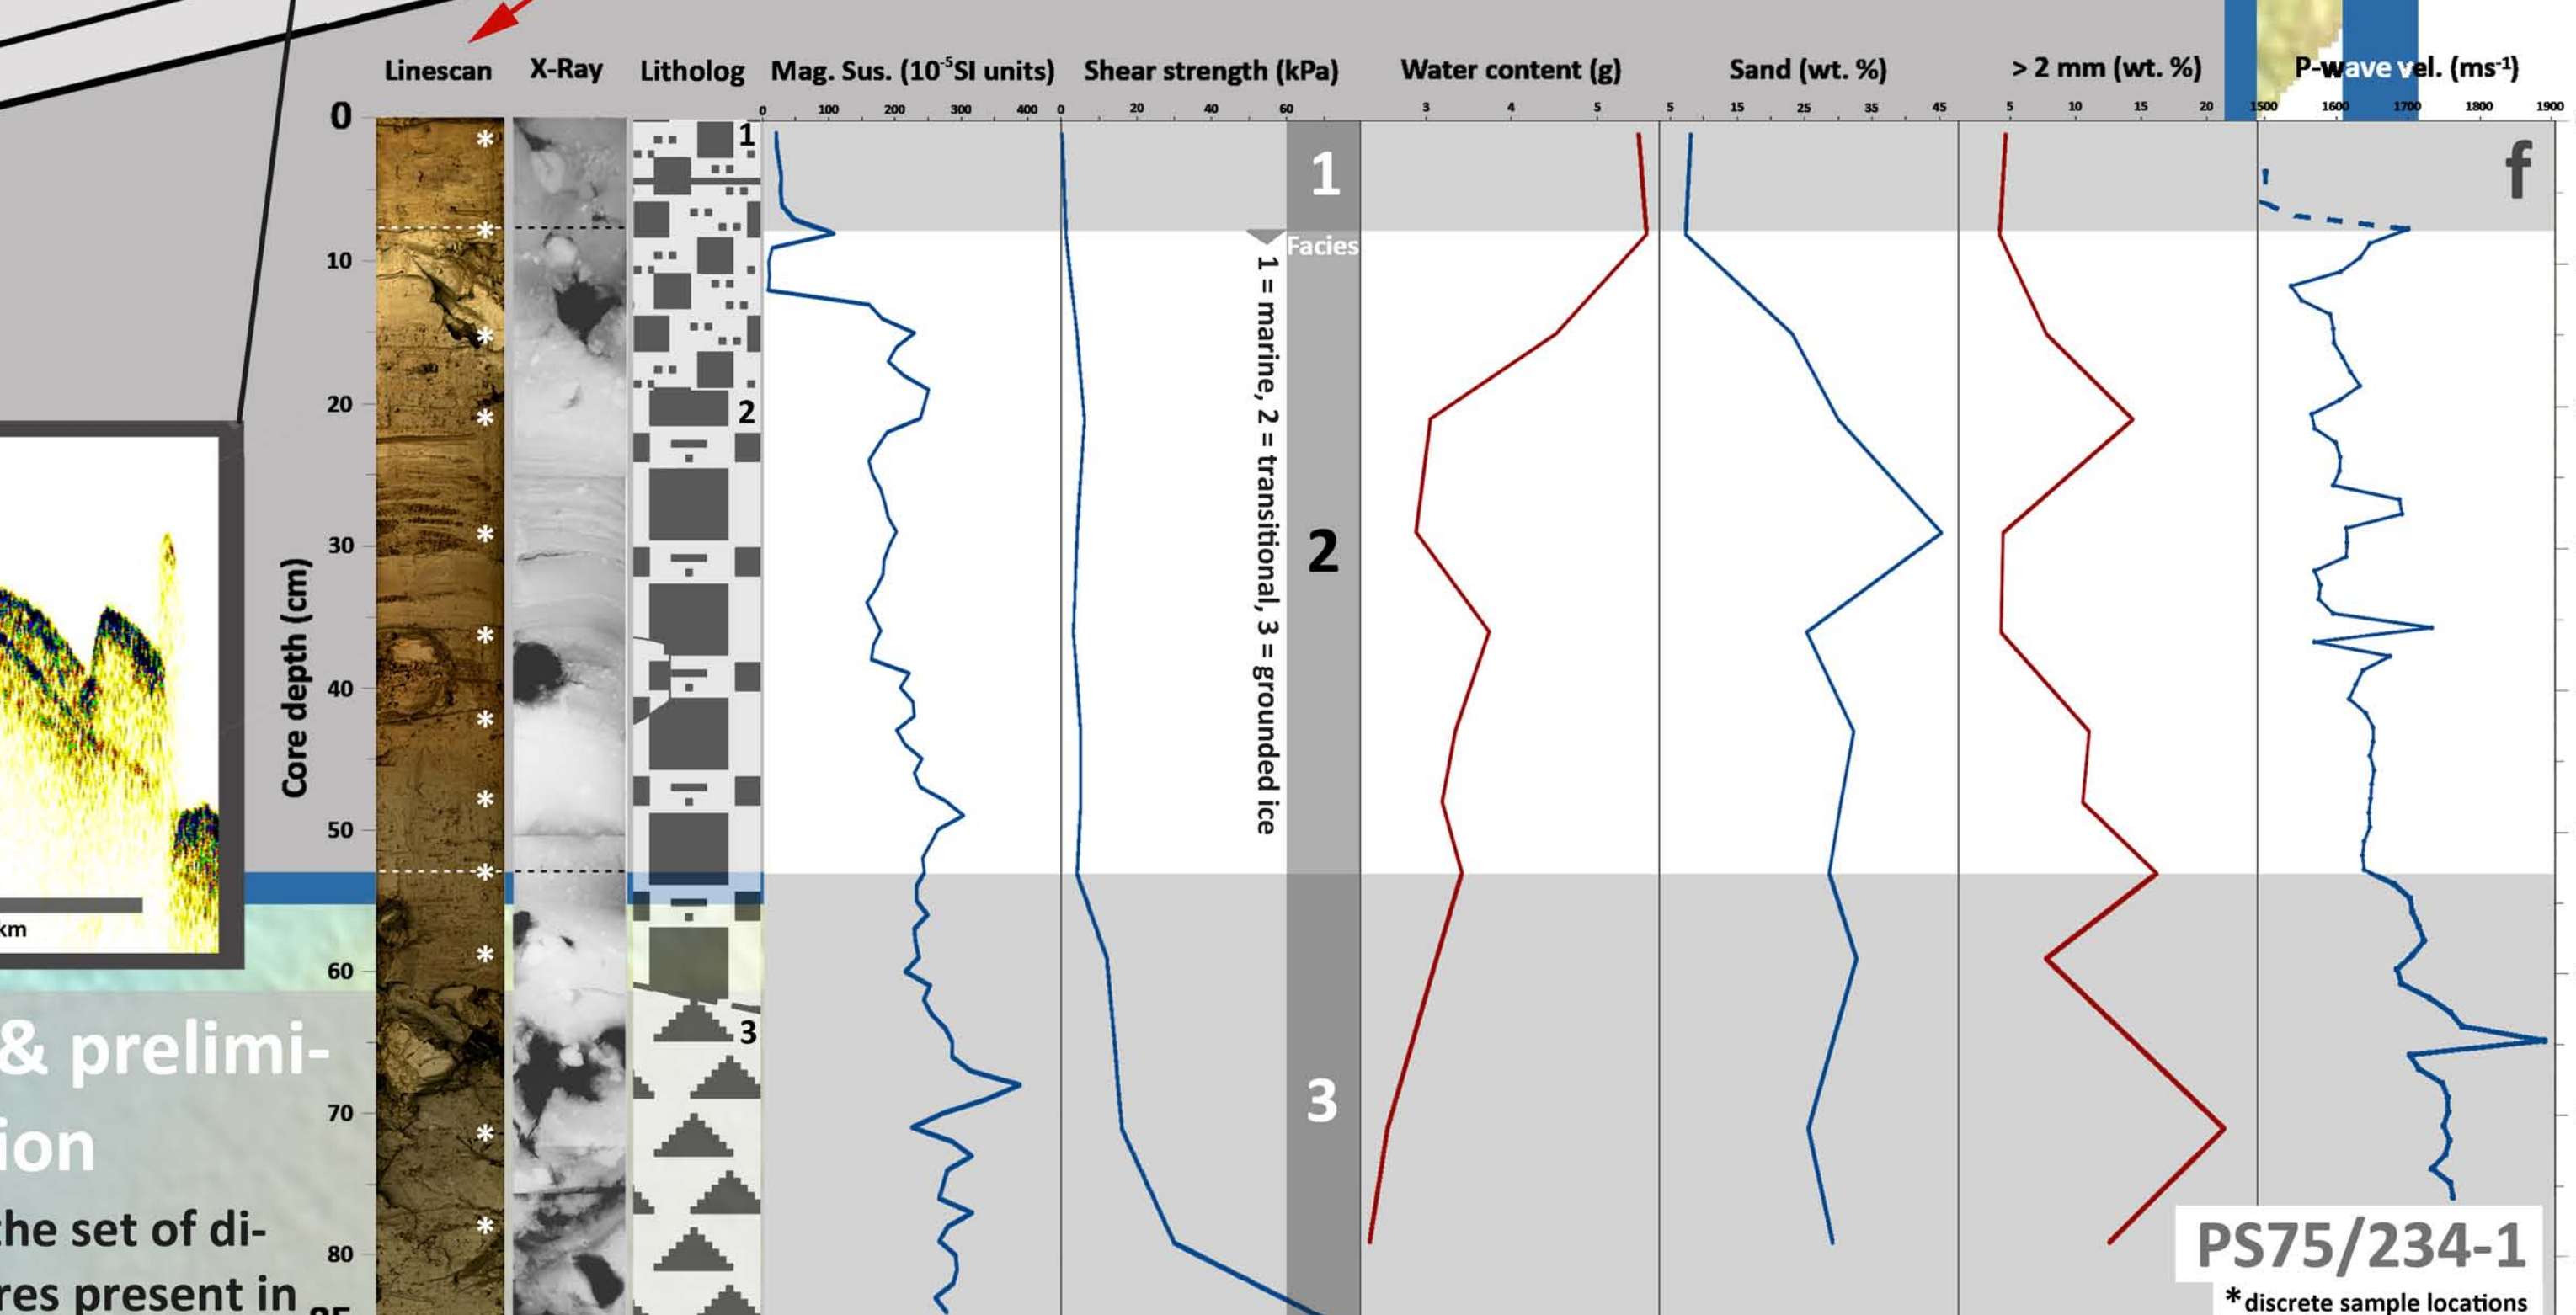 Linescan X-Ray Litholog Mag. Sus. (10⁻⁵SI units) Shear strength (kPa) Water content (g) Sand (wt. %) > 2 mm (wt. %) P-wave vel. (ms⁻¹)
0 100 200 300 400 0 20 40 60 3 4 5 5 15 25 35 45 5 10 15 20 1500 1600 1700 1800 1900
Core depth (cm)
0
10
20
30
40
50
60
70
80
1
2
3
1
Facies
2
3
1 = marine, 2 = transitional, 3 = grounded ice
f
*
*
*
*
*
*
*
*
*
*
*
*
km
& prelimi-
ion
the set of di-
res present in
PS75/234-1
*discrete sample locations